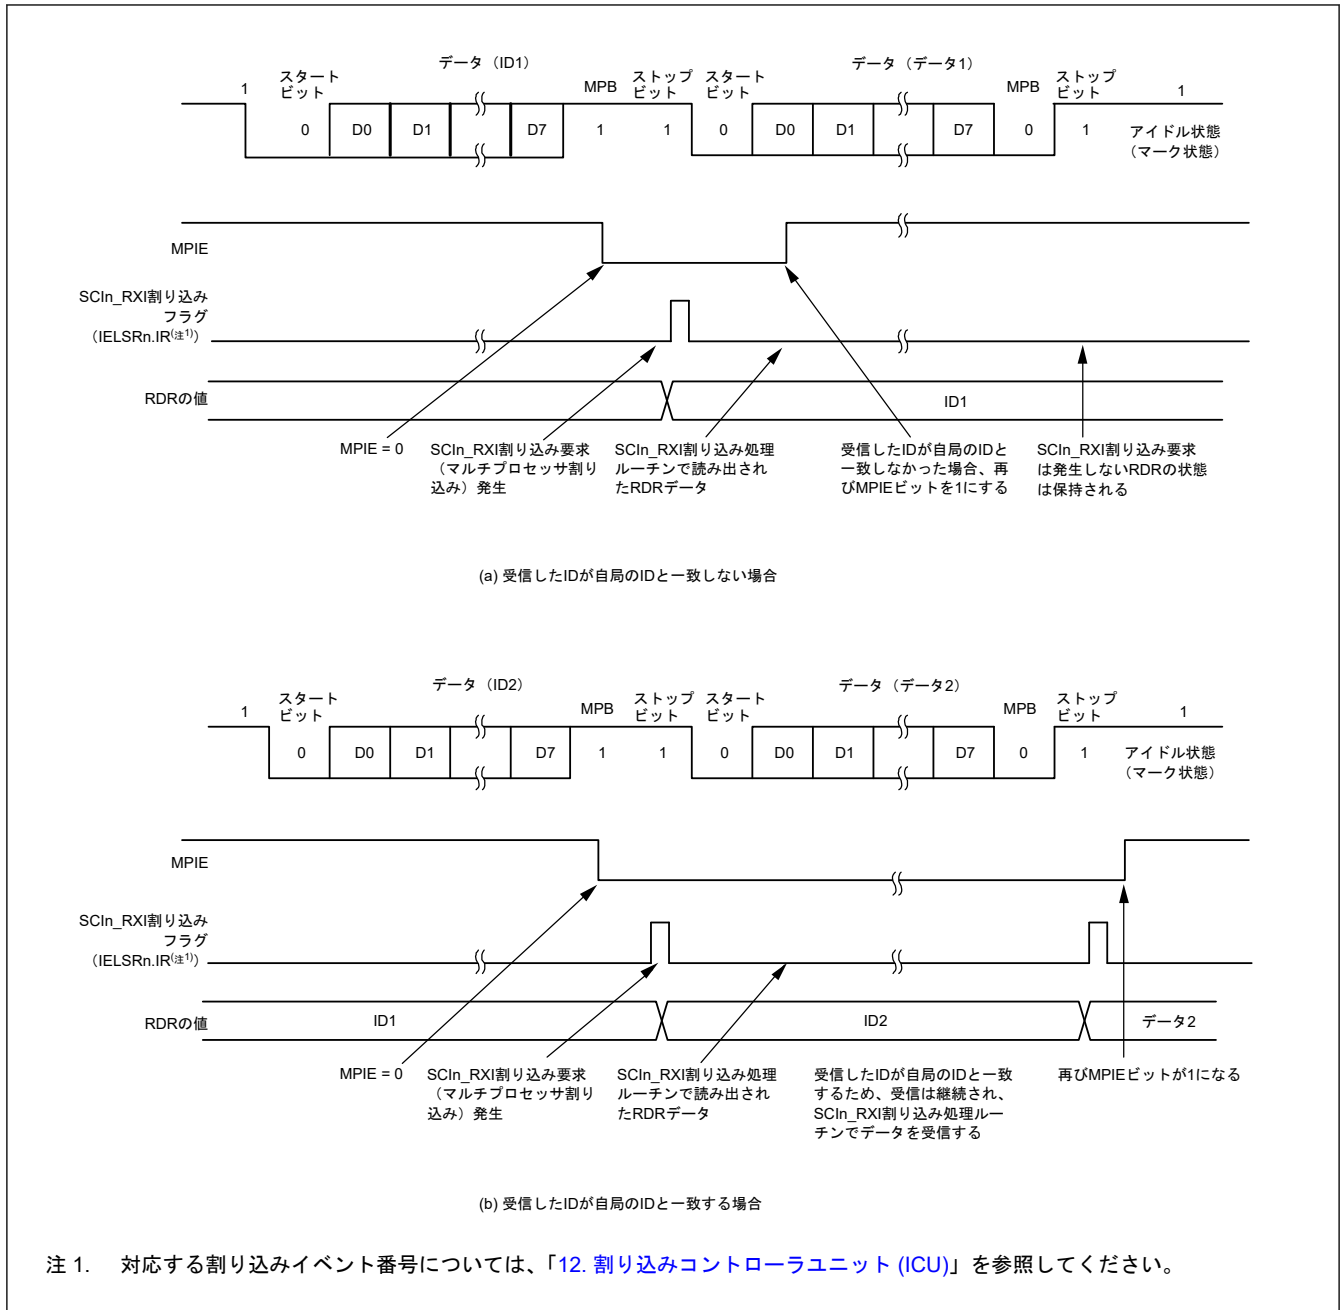 データ（ID1）
データ（データ1）
1
スタート
ビット
MPB
ストップ
ビット
スタート
ビット
MPB
ストップ
ビット
1
0 D0 D1 D7 1 1 0 D0 D1 D7 0 1
アイドル状態
（マーク状態）
MPIE
SCIn_RXI割り込み
フラグ
（IELSRn.IR(注1)）
RDRの値
ID1
MPIE = 0
SCIn_RXI割り込み要求
（マルチプロセッサ割り
込み）発生
SCIn_RXI割り込み処理
ルーチンで読み出され
たRDRデータ
受信したIDが自局のIDと
一致しなかった場合、再
びMPIEビットを1にする
SCIn_RXI割り込み要求
は発生しないRDRの状態
は保持される
(a) 受信したIDが自局のIDと一致しない場合
データ（ID2）
データ（データ2）
1
スタート
ビット
MPB
ストップ
ビット
スタート
ビット
MPB
ストップ
ビット
1
0 D0 D1 D7 1 1 0 D0 D1 D7 0 1
アイドル状態
（マーク状態）
MPIE
SCIn_RXI割り込み
フラグ
（IELSRn.IR(注1)）
RDRの値
ID1
ID2
データ2
MPIE = 0
SCIn_RXI割り込み要求
（マルチプロセッサ割り
込み）発生
SCIn_RXI割り込み処理
ルーチンで読み出され
たRDRデータ
受信したIDが自局のIDと一致
するため、受信は継続され、
SCIn_RXI割り込み処理ルー
チンでデータを受信する
再びMPIEビットが1になる
(b) 受信したIDが自局のIDと一致する場合
注 1. 対応する割り込みイベント番号については、「12. 割り込みコントローラユニット (ICU)」を参照してください。